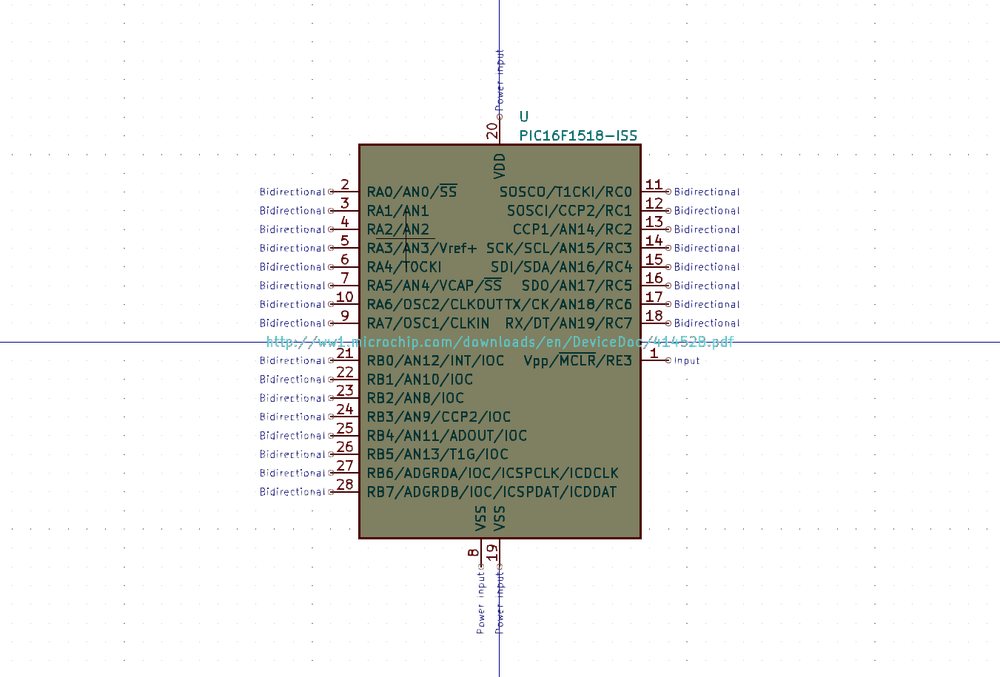 Power input
20
U
PIC16F1518-ISS
VDD
Bidirectional 2 RA0/AN0/SS SOSCO/T1CKI/RC0 11 Bidirectional
Bidirectional 3 RA1/AN1 SOSCI/CCP2/RC1 12 Bidirectional
Bidirectional 4 RA2/AN2 CCP1/AN14/RC2 13 Bidirectional
Bidirectional 5 RA3/AN3/Vref+ SCK/SCL/AN15/RC3 14 Bidirectional
Bidirectional 6 RA4/T0CKI SDI/SDA/AN16/RC4 15 Bidirectional
Bidirectional 7 RA5/AN4/VCAP/SS SDO/AN17/RC5 16 Bidirectional
Bidirectional 10 RA6/OSC2/CLKOUT TX/CK/AN18/RC6 17 Bidirectional
Bidirectional 9 RA7/OSC1/CLKIN RX/DT/AN19/RC7 18 Bidirectional
http://ww1.microchip.com/downloads/en/DeviceDoc/41452B.pdf
Bidirectional 21 RB0/AN12/INT/IOC Vpp/MCLR/RE3 1 Input
Bidirectional 22 RB1/AN10/IOC
Bidirectional 23 RB2/AN8/IOC
Bidirectional 24 RB3/AN9/CCP2/IOC
Bidirectional 25 RB4/AN11/ADOUT/IOC
Bidirectional 26 RB5/AN13/T1G/IOC
Bidirectional 27 RB6/ADGRDA/IOC/ICSPCLK/ICDCLK
Bidirectional 28 RB7/ADGRDB/IOC/ICSPDAT/ICDDAT
VSS VSS
8 19
Power input Power input